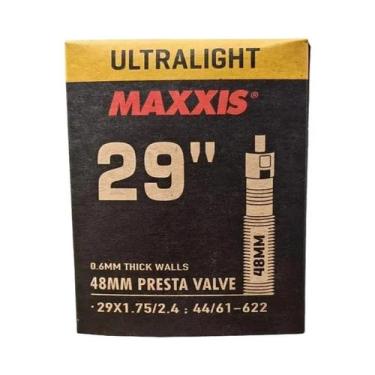 ULTRALIGHT
MAXXIS®
29"
48MM
0.6MM THICK WALLS
48MM PRESTA VALVE
·29X1.75/2.4 ; 44/61-622